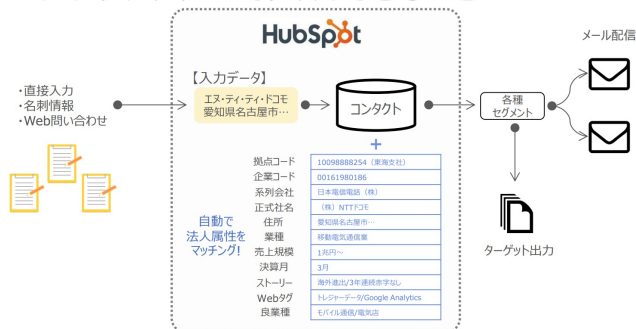 HubSpot
メール配信
・直接入力
・名刺情報
・Web問い合わせ
【入力データ】
エヌ・ティ・ティ・ドコモ
愛知県名古屋市…
コンタクト
各種
セグメント
+
自動で
法人属性を
マッチング!
拠点コード 10098888254（東海支社）
企業コード 00161980186
系列会社 日本電信電話（株）
正式社名 （株）NTTドコモ
住所 愛知県名古屋市…
業種 移動電気通信業
売上規模 1兆円～
決算月 3月
ストーリー 海外進出/3年連続赤字なし
Webタグ トレジャーデータ/Google Analytics
良業種 モバイル通信/電気店
ターゲット出力